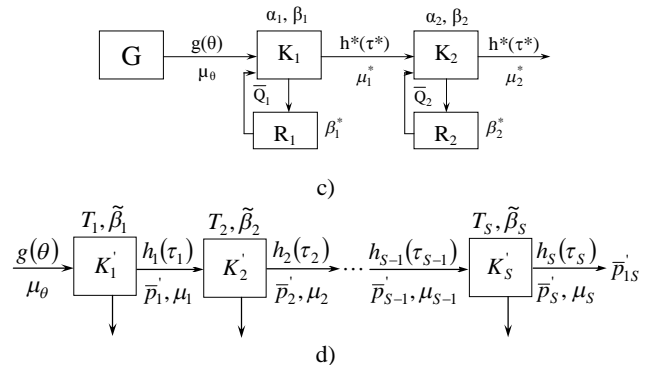 α₁, β₁ α₂, β₂
G g(θ) K₁ h*(τ*) K₂ h*(τ*)
μ_θ μ₁* μ₂*
Q̅₁ Q̅₂
R₁ β₁* R₂ β₂*
c)
T₁, β̃₁ T₂, β̃₂ T_S, β̃_S
g(θ) K₁' h₁(τ₁) K₂' h₂(τ₂) ⋯ h_{S−1}(τ_{S−1}) K_S' h_S(τ_S) p̅'_{1S}
μ_θ p̅₁', μ₁ p̅₂', μ₂ p̅'_{S−1}, μ_{S−1} p̅'_S, μ_S
d)